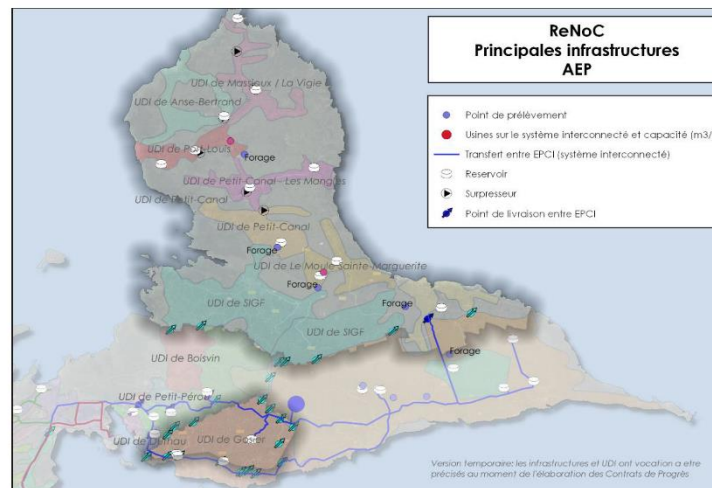 ReNoC
Principales infrastructures
AEP
Point de prélèvement
Usines sur le système interconnecté et capacité (m3/
Transfert entre EPCI (système interconnecté)
Reservoir
Surpresseur
Point de livraison entre EPCI
UDI de Massioux / La Vigie
UDI de Anse-Bertrand
UDI de Port-Louis
Forage
UDI de Petit-Canal - Les Mangles
UDI de Petit-Canal
UDI de Petit-Canal
Forage
UDI de Le Moule-Sainte-Marguerite
Forage
UDI de SIGF
Forage
UDI de SIGF
Forage
UDI de Boisvin
UDI de Petit-Pérou
UDI de Gosier
Version temporaire: les infrastructures et UDI ont vocation a etre
précisés au moment de l'élaboration des Contrats de Progrès